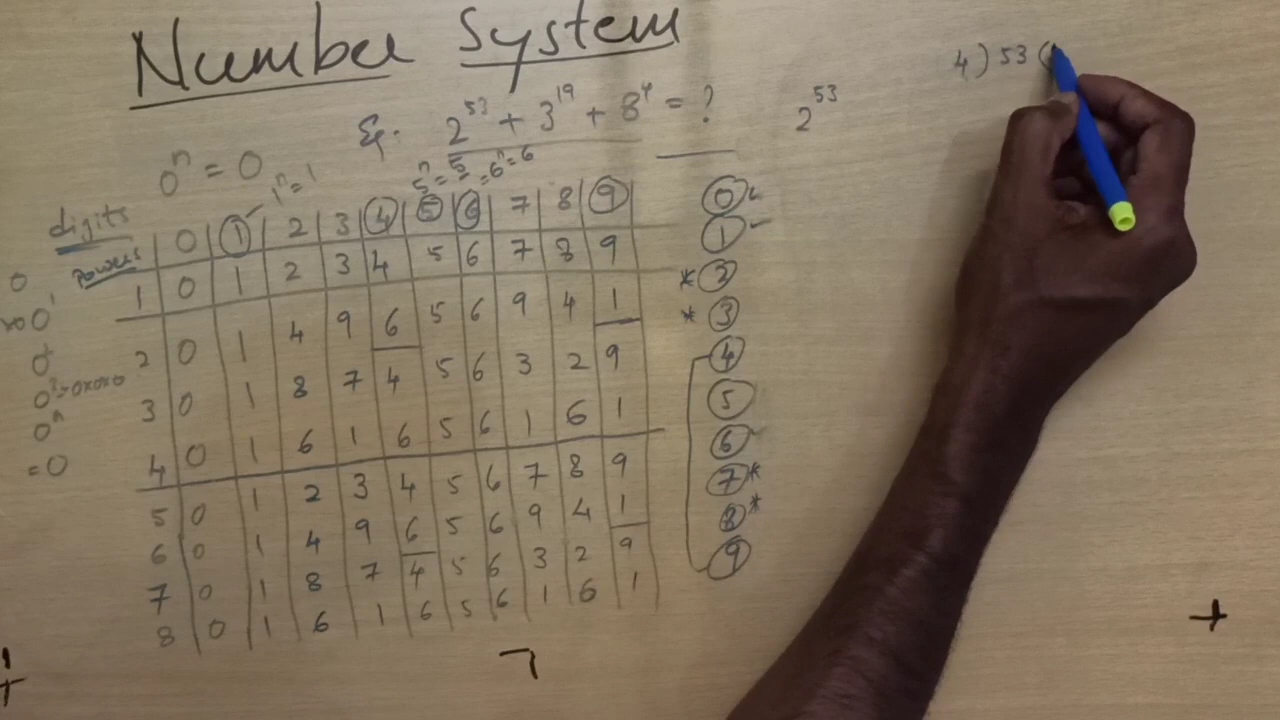 Number System
Eg. 2^53 + 3^19 + 8^4 = ?
2^53
4 ) 53 (
0^n = 0
1^n = 1
5^n = 5
= 6^n = 6
digits 0 1 2 3 4 5 6 7 8 9
Powers
1 0 1 2 3 4 5 6 7 8 9
2 0 1 4 9 6 5 6 9 4 1
3 0 1 8 7 4 5 6 3 2 9
4 0 1 6 1 6 5 6 1 6 1
5 0 1 2 3 4 5 6 7 8 9
6 0 1 4 9 6 5 6 9 4 1
7 0 1 8 7 4 5 6 3 2 9
8 0 1 6 1 6 5 6 1 6 1
0
0^1
0^n
= 0
0
1
* 2
* 3
4
5
6
7 *
8 *
9